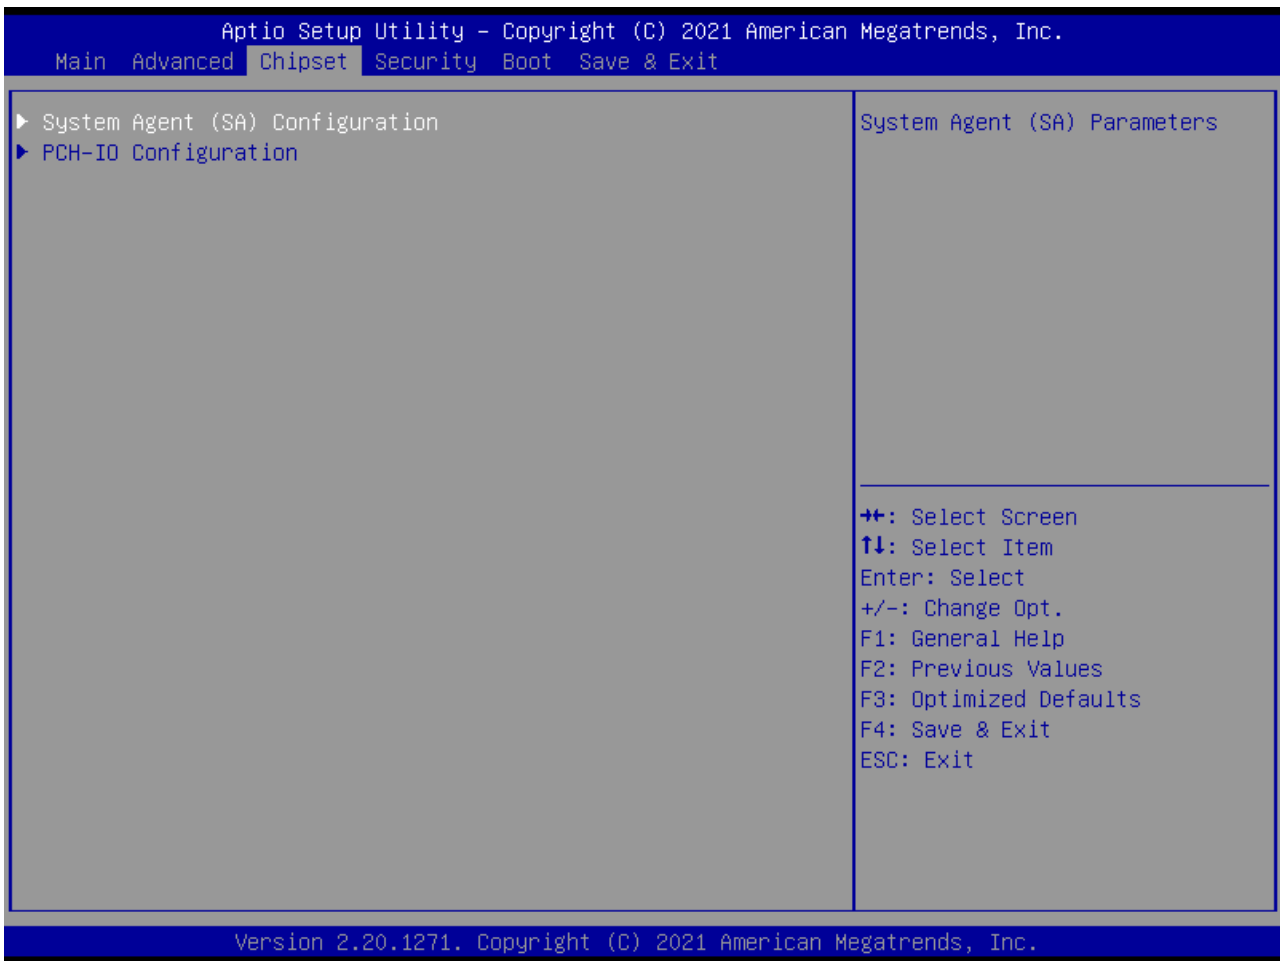 Aptio Setup Utility – Copyright (C) 2021 American Megatrends, Inc.
Main Advanced Chipset Security Boot Save & Exit
► System Agent (SA) Configuration
► PCH-IO Configuration
System Agent (SA) Parameters
→←: Select Screen
↑↓: Select Item
Enter: Select
+/-: Change Opt.
F1: General Help
F2: Previous Values
F3: Optimized Defaults
F4: Save & Exit
ESC: Exit
Version 2.20.1271. Copyright (C) 2021 American Megatrends, Inc.